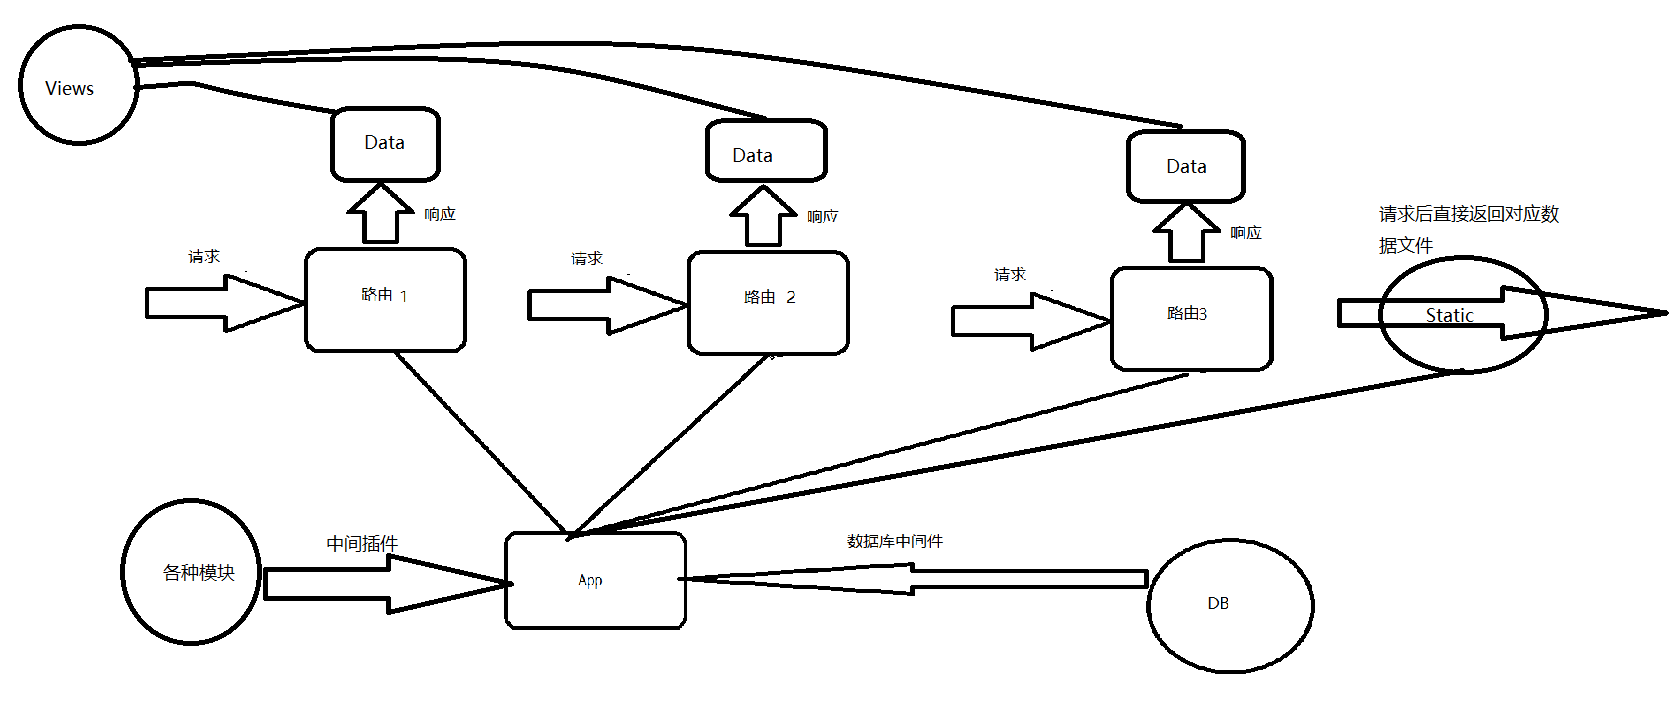 Views
Data
Data
Data
响应
响应
响应
请求后直接返回对应数
据文件
请求
请求
请求
路由 1
路由 2
路由3
Static
中间插件
数据库中间件
各种模块
App
DB